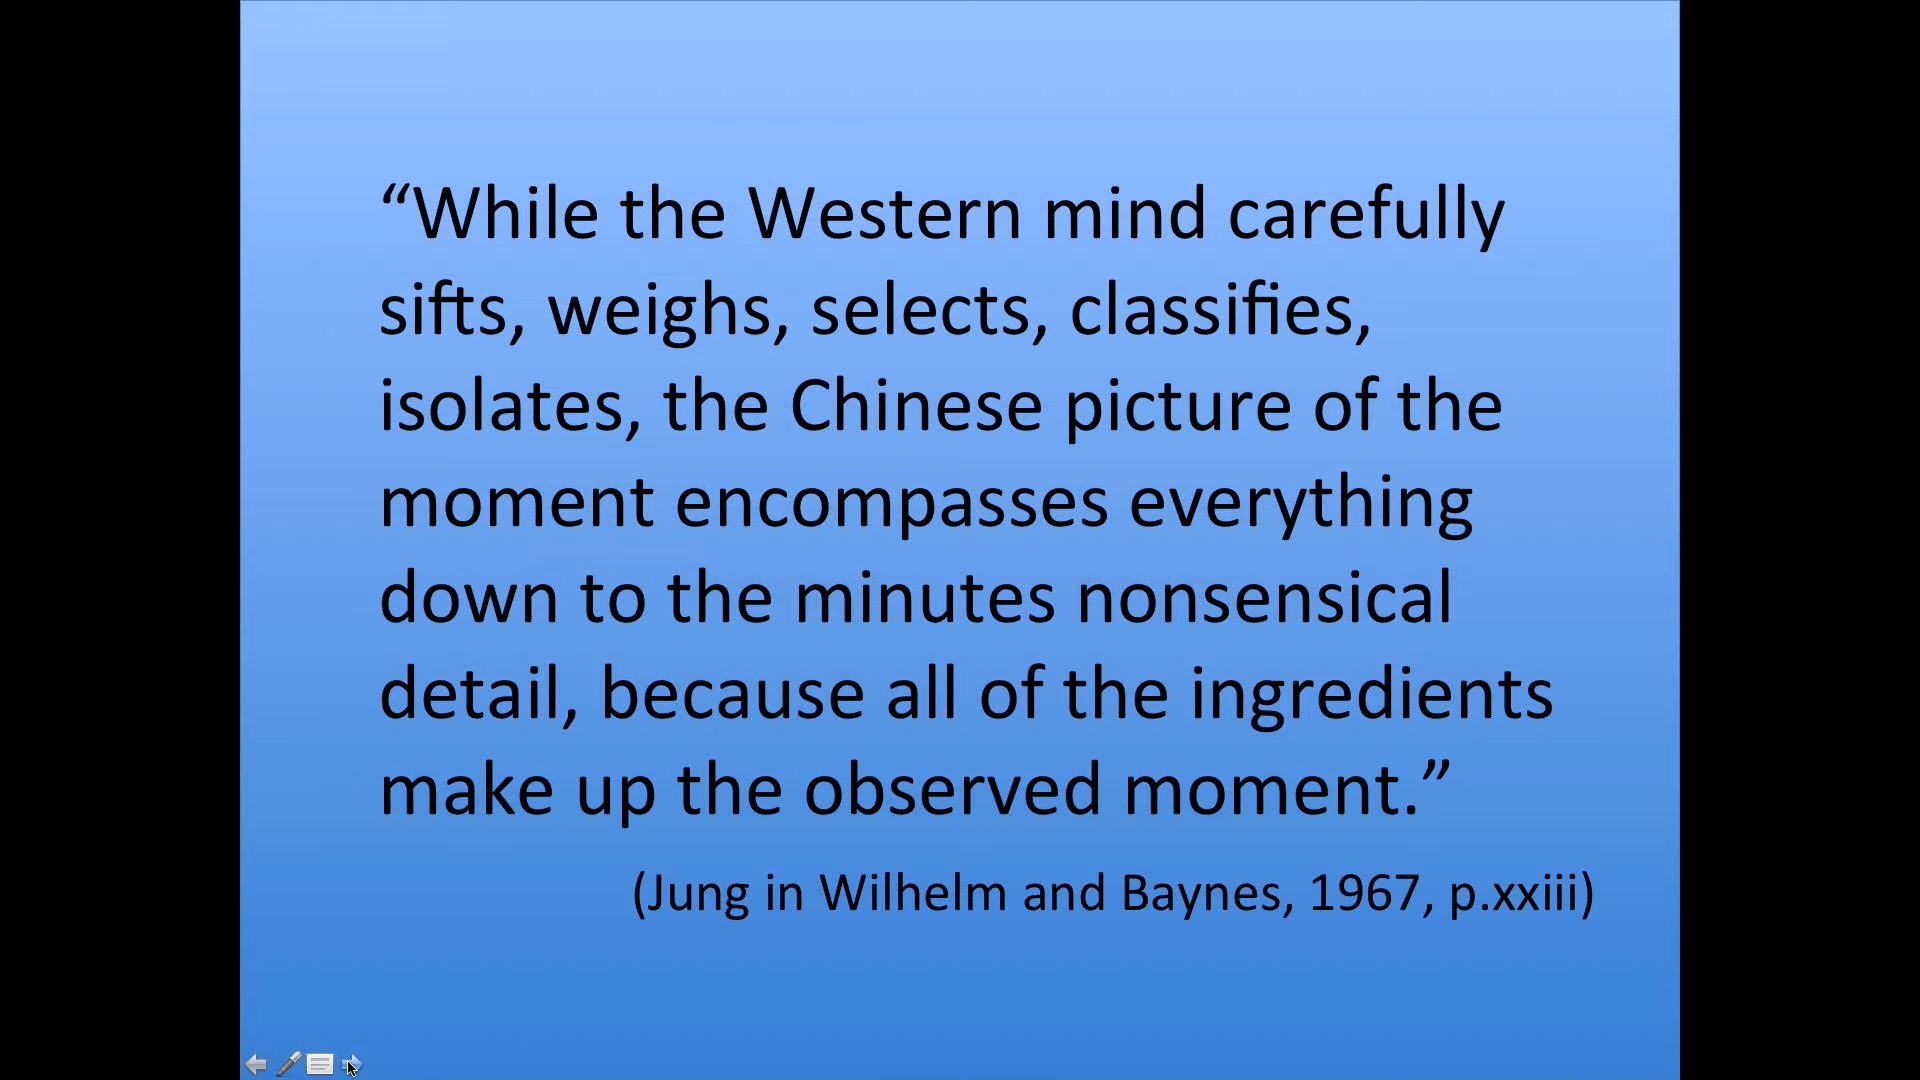 “While the Western mind carefully
sifts, weighs, selects, classifies,
isolates, the Chinese picture of the
moment encompasses everything
down to the minutes nonsensical
detail, because all of the ingredients
make up the observed moment.”
(Jung in Wilhelm and Baynes, 1967, p.xxiii)